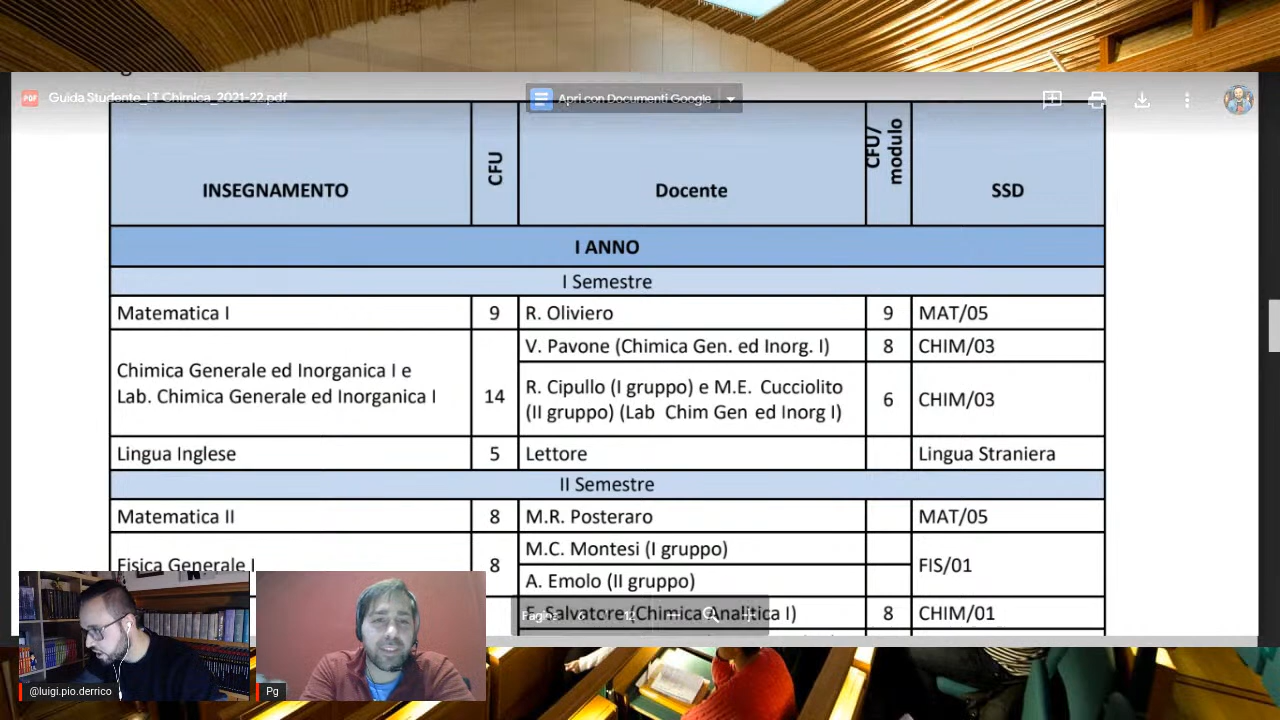 Guida Studente_LT Chimica_2021-22.pdf
Apri con Documenti Google
INSEGNAMENTO
CFU
Docente
CFU/
modulo
SSD
I ANNO
I Semestre
Matematica I
9
R. Oliviero
9
MAT/05
Chimica Generale ed Inorganica I e
Lab. Chimica Generale ed Inorganica I
14
V. Pavone (Chimica Gen. ed Inorg. I)
8
CHIM/03
R. Cipullo (I gruppo) e M.E. Cucciolito
(II gruppo) (Lab Chim Gen ed Inorg I)
6
CHIM/03
Lingua Inglese
5
Lettore
Lingua Straniera
II Semestre
Matematica II
8
M.R. Posteraro
MAT/05
Fisica Generale I
8
M.C. Montesi (I gruppo)
A. Emolo (II gruppo)
FIS/01
F. Salvatore (Chimica Analitica I)
8
CHIM/01
Pagina
@luigi.pio.derrico
Pg